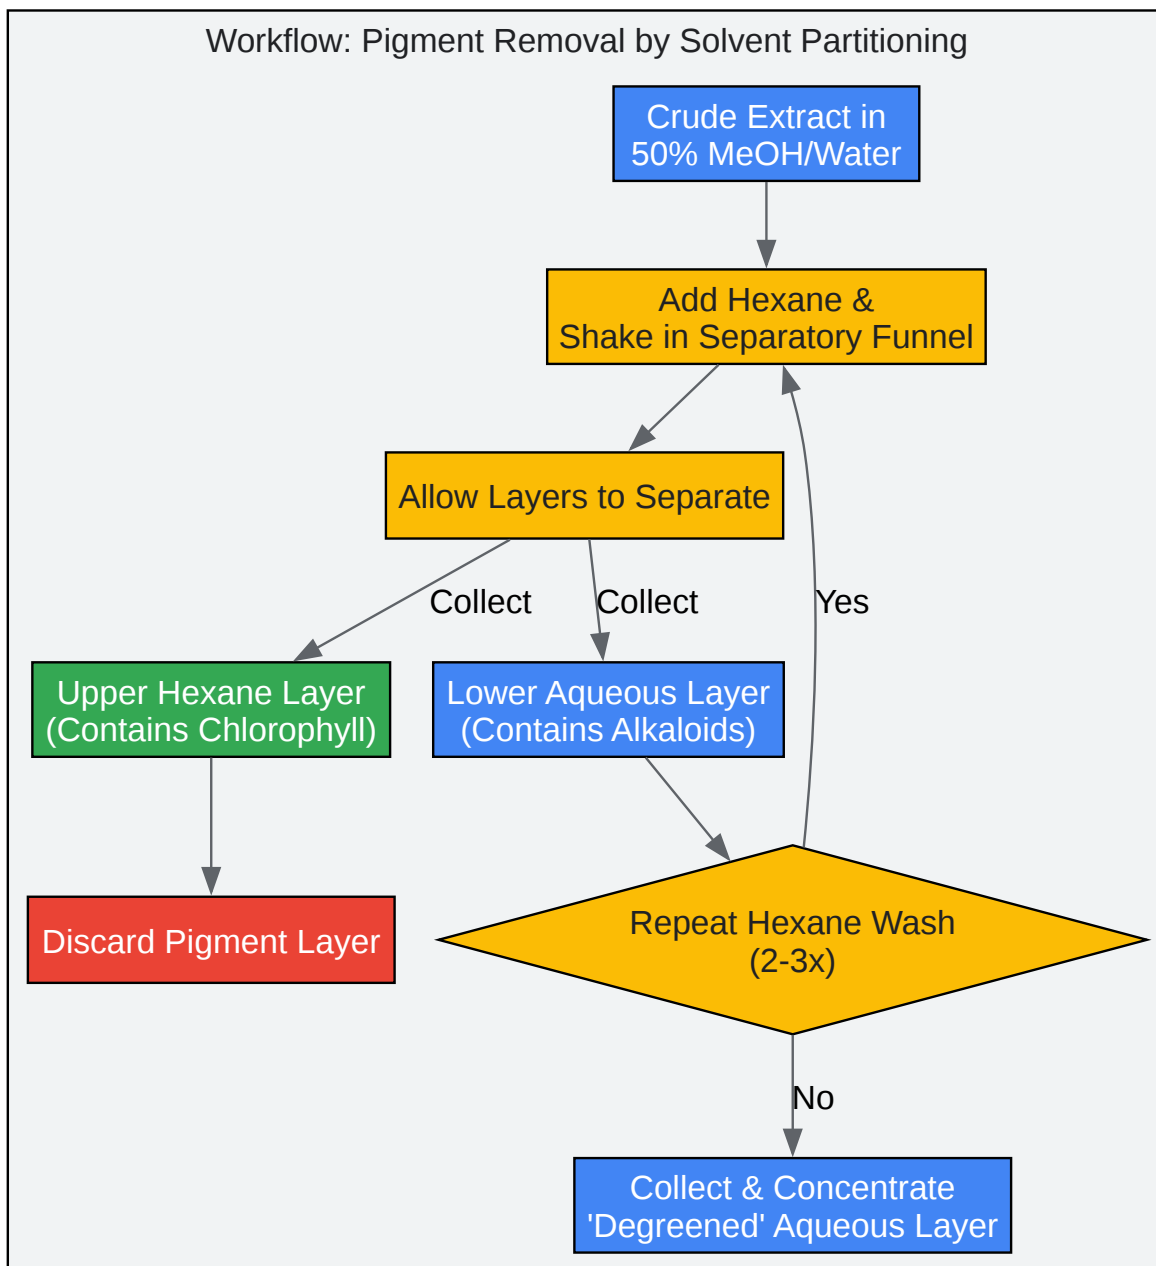 Workflow: Pigment Removal by Solvent Partitioning
Crude Extract in
50% MeOH/Water
Add Hexane &
Shake in Separatory Funnel
Allow Layers to Separate
Collect
Collect
Yes
Upper Hexane Layer
(Contains Chlorophyll)
Lower Aqueous Layer
(Contains Alkaloids)
Discard Pigment Layer
Repeat Hexane Wash
(2-3x)
No
Collect & Concentrate
'Degreened' Aqueous Layer